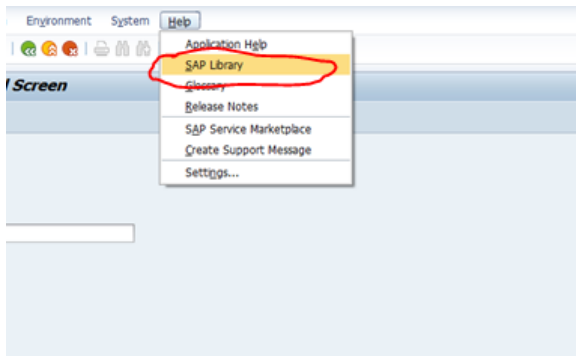 Environment System Help
Application Help
SAP Library
Glossary
Screen
Release Notes
SAP Service Marketplace
Create Support Message
Settings...